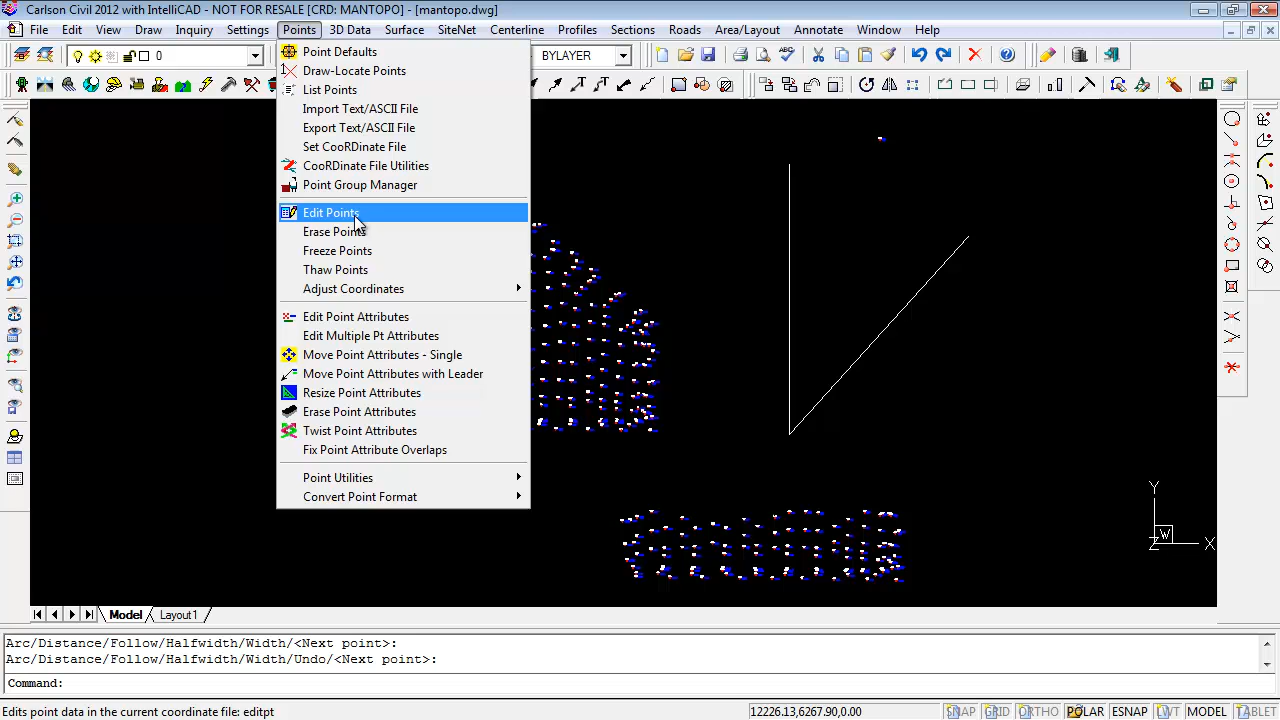 Carlson Civil 2012 with IntelliCAD - NOT FOR RESALE [CRD: MANTOPO] - [mantopo.dwg]
File Edit View Draw Inquiry Settings Points 3D Data Surface SiteNet Centerline Profiles Sections Roads Area/Layout Annotate Window Help
0 BYLAYER
Point Defaults
Draw-Locate Points
List Points
Import Text/ASCII File
Export Text/ASCII File
Set CooRDinate File
CooRDinate File Utilities
Point Group Manager
Edit Points
Erase Points
Freeze Points
Thaw Points
Adjust Coordinates
Edit Point Attributes
Edit Multiple Pt Attributes
Move Point Attributes - Single
Move Point Attributes with Leader
Resize Point Attributes
Erase Point Attributes
Twist Point Attributes
Fix Point Attribute Overlaps
Point Utilities
Convert Point Format
Y
W
Z X
Model Layout1
Arc/Distance/Follow/Halfwidth/Width/<Next point>:
Arc/Distance/Follow/Halfwidth/Width/Undo/<Next point>:
Command:
Edits point data in the current coordinate file: editpt 12226.13,6267.90,0.00 SNAP GRID ORTHO POLAR ESNAP LWT MODEL TABLET